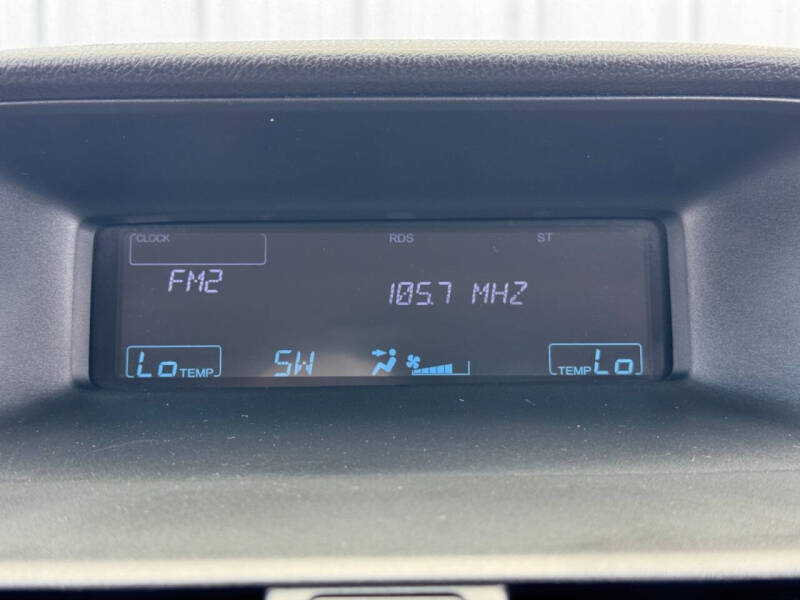 CLOCK RDS ST
FM2 105.7 MHZ
Lo TEMP SW TEMP Lo